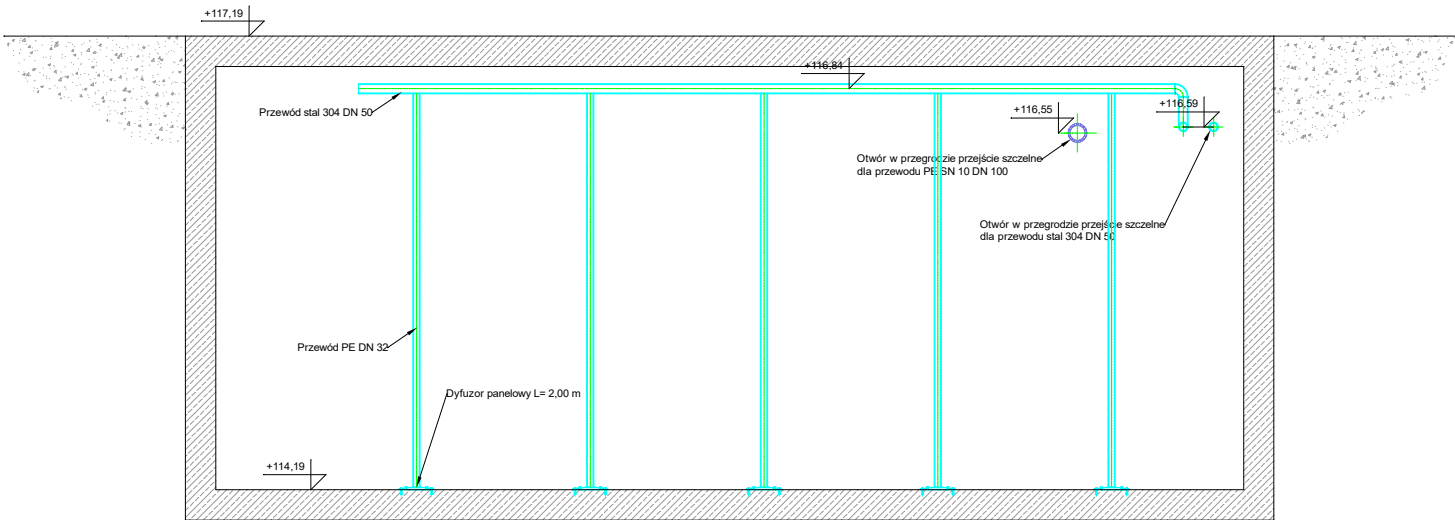 +117,19
+116,84
Przewód stal 304 DN 50
+116,55
+116,59
Otwór w przegrodzie przejście szczelne
dla przewodu PE SN 10 DN 100
Otwór w przegrodzie przejście szczelne
dla przewodu stal 304 DN 50
Przewód PE DN 32
Dyfuzor panelowy L= 2,00 m
+114,19